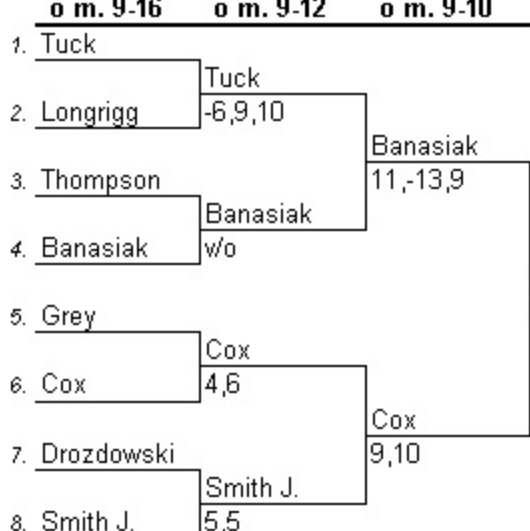 o m. 9-16 o m. 9-12 o m. 9-10
1. Tuck
Tuck
2. Longrigg
-6,9,10
Banasiak
3. Thompson
11,-13,9
Banasiak
4. Banasiak
v/o
5. Grey
Cox
6. Cox
4,6
Cox
7. Drozdowski
9,10
Smith J.
8. Smith J.
5,5